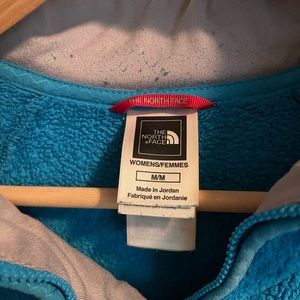 THE NORTH FACE
THE
NORTH
FACE
WOMENS/FEMMES
M/M
Made in Jordan
Fabriqué en Jordanie